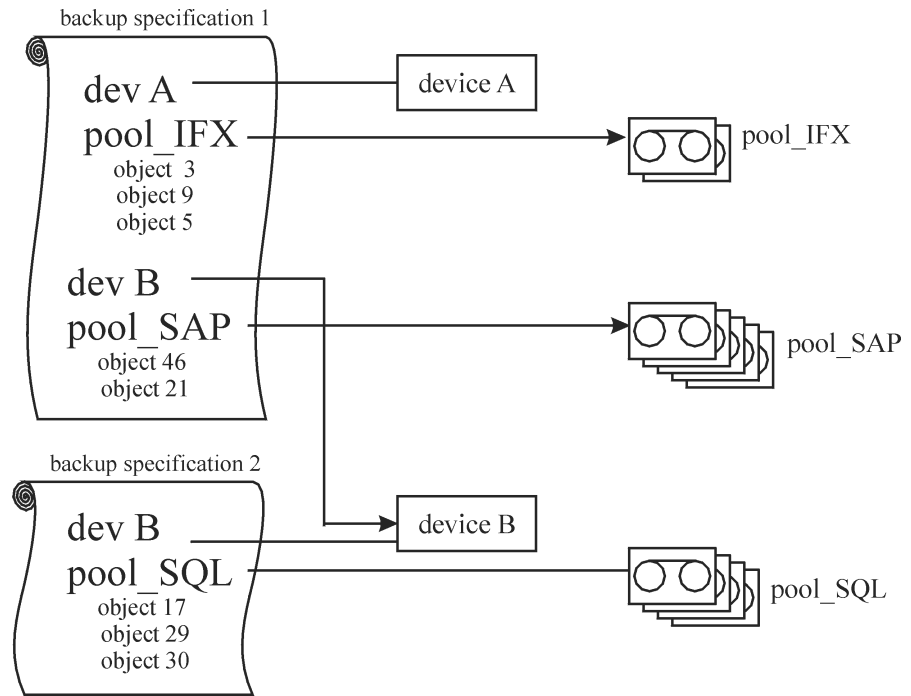 backup specification 1
dev A
device A
pool_IFX
pool_IFX
object 3
object 9
object 5
dev B
pool_SAP
pool_SAP
object 46
object 21
backup specification 2
dev B
device B
pool_SQL
pool_SQL
object 17
object 29
object 30